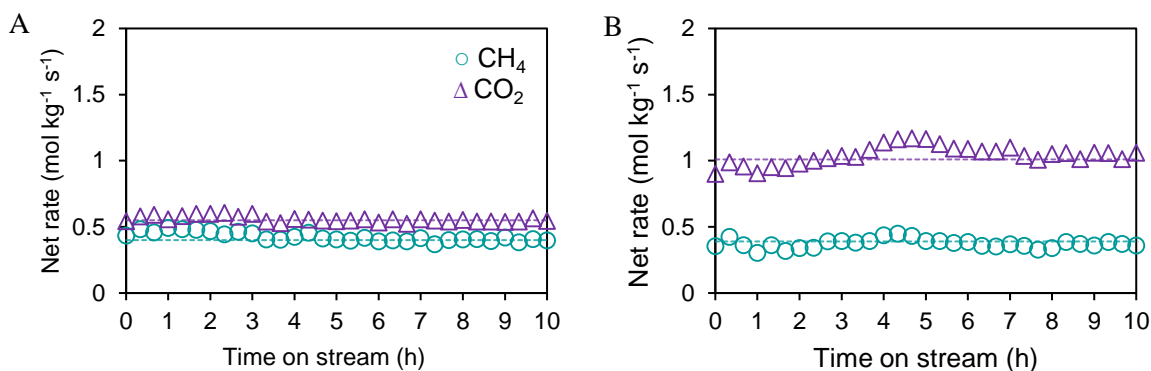 A
Net rate (mol kg⁻¹ s⁻¹)
2
1.5
1
0.5
0
CH₄
CO₂
0 1 2 3 4 5 6 7 8 9 10
Time on stream (h)
B
Net rate (mol kg⁻¹ s⁻¹)
2
1.5
1
0.5
0
0 1 2 3 4 5 6 7 8 9 10
Time on stream (h)